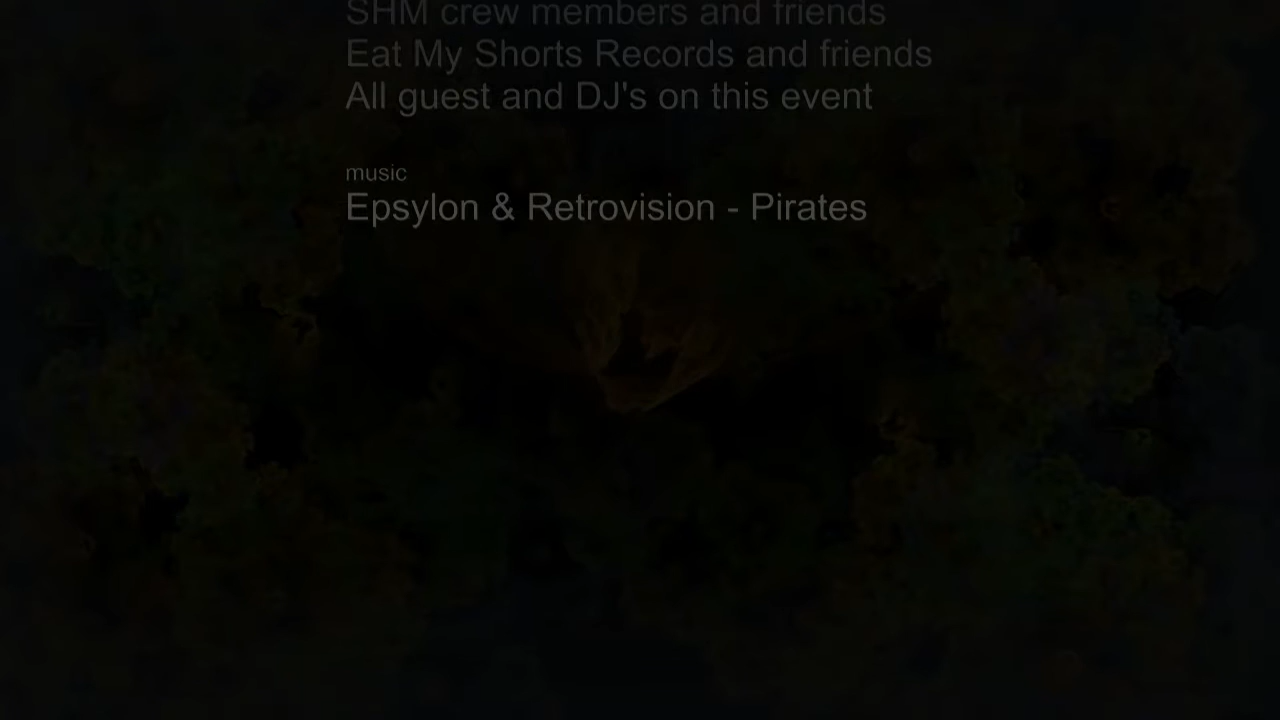 SHM crew members and friends
Eat My Shorts Records and friends
All guest and DJ's on this event
music
Epsylon & Retrovision - Pirates